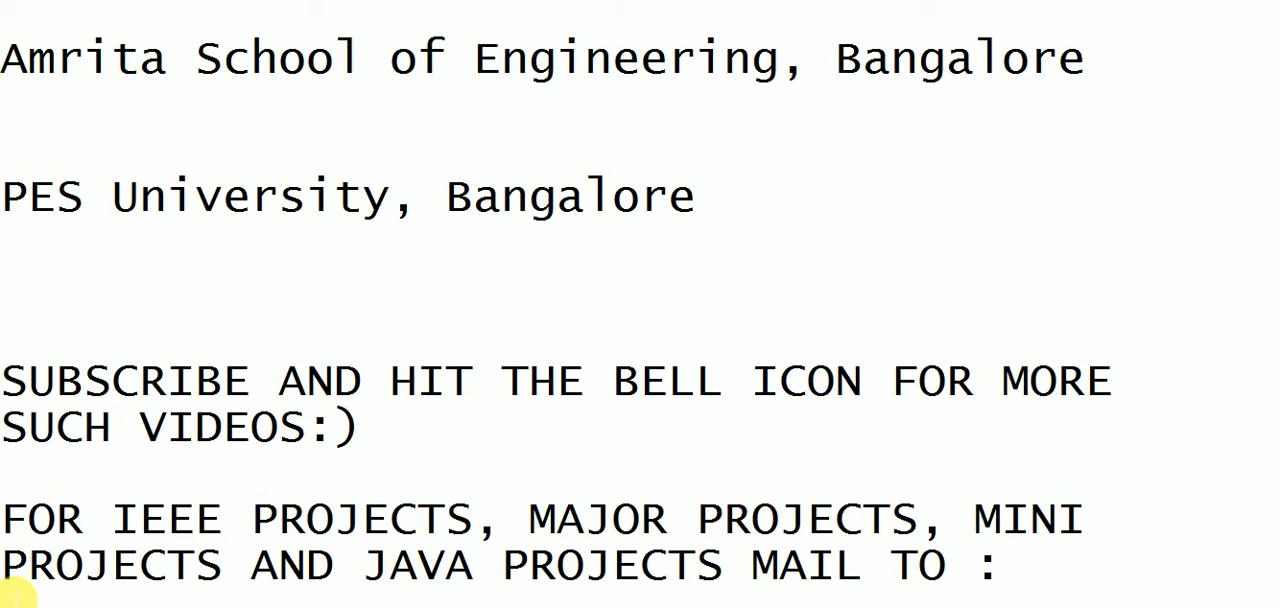 Amrita School of Engineering, Bangalore
PES University, Bangalore
SUBSCRIBE AND HIT THE BELL ICON FOR MORE
SUCH VIDEOS:)
FOR IEEE PROJECTS, MAJOR PROJECTS, MINI
PROJECTS AND JAVA PROJECTS MAIL TO :